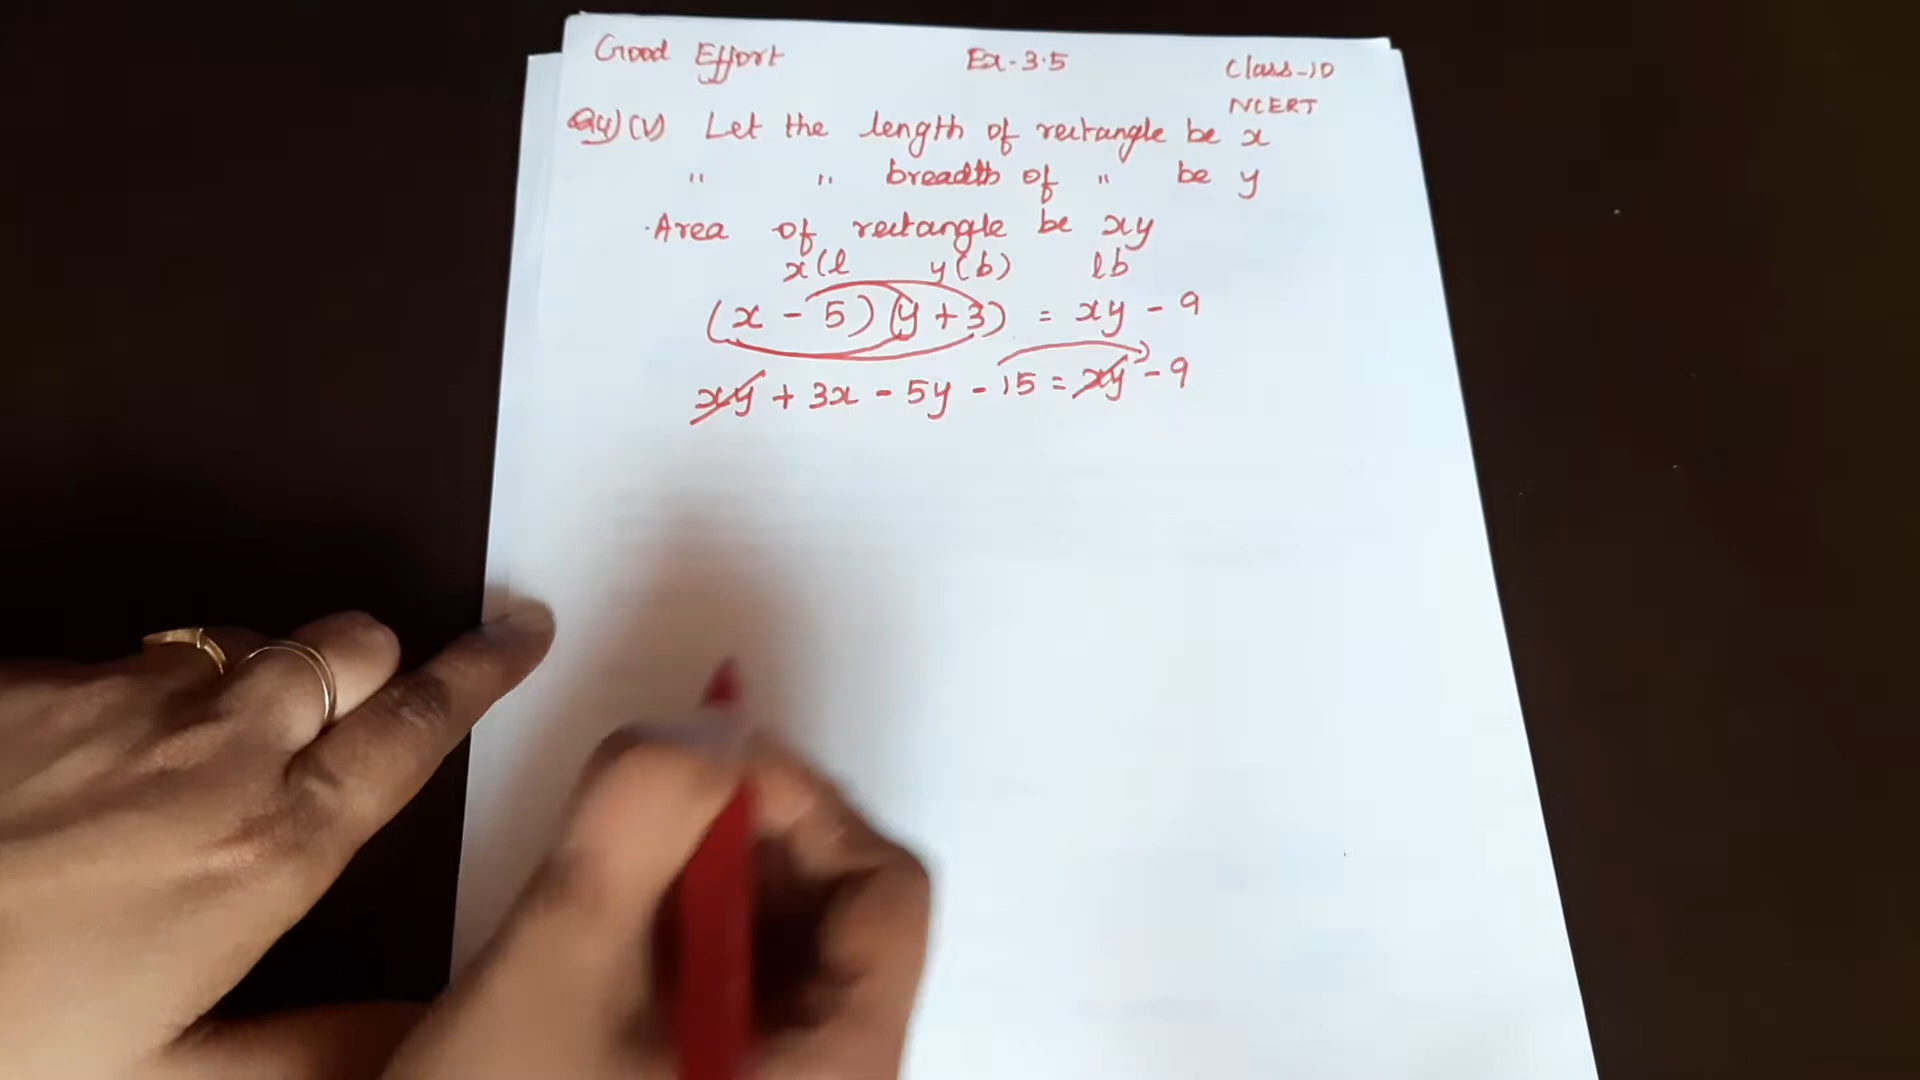 Good Effort Ex-3.5 Class-10
NCERT
Q4) (V) Let the length of rectangle be x
" " breadth of " be y
Area of rectangle be xy
x(l y(b) lb
(x - 5) (y + 3) = xy - 9
xy + 3x - 5y - 15 = xy - 9